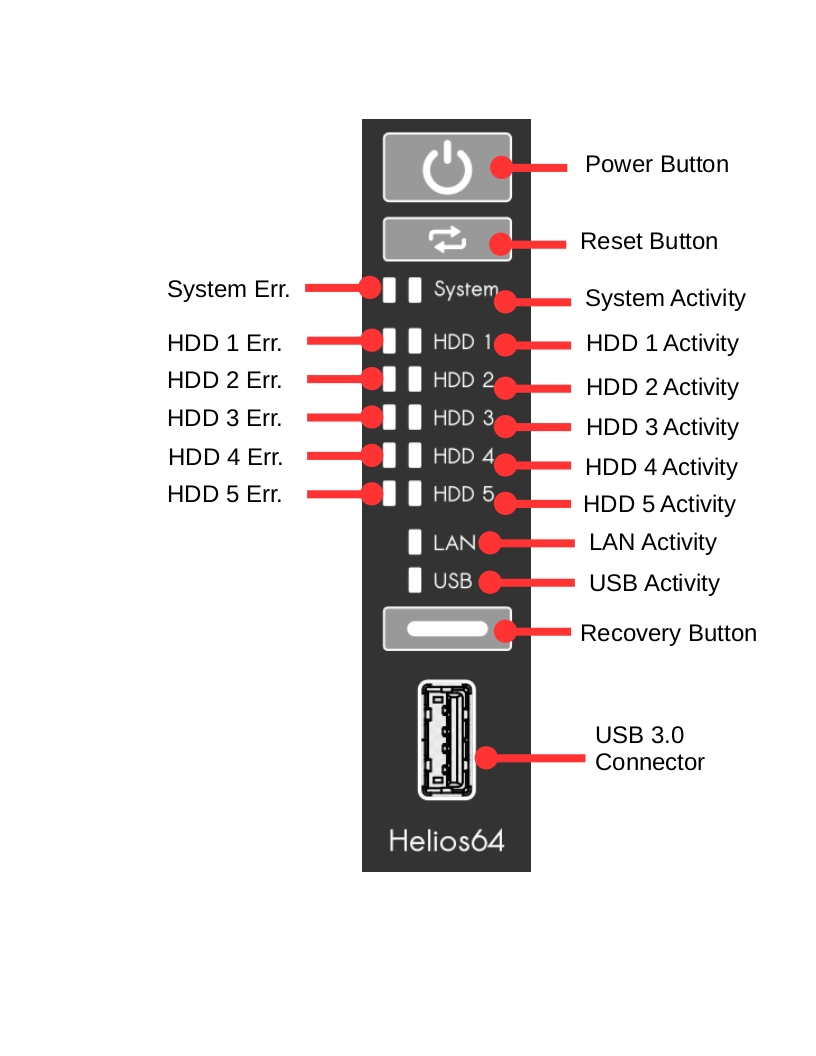 Power Button
Reset Button
System Err.
System
System Activity
HDD 1 Err.
HDD 1
HDD 1 Activity
HDD 2 Err.
HDD 2
HDD 2 Activity
HDD 3 Err.
HDD 3
HDD 3 Activity
HDD 4 Err.
HDD 4
HDD 4 Activity
HDD 5 Err.
HDD 5
HDD 5 Activity
LAN
LAN Activity
USB
USB Activity
Recovery Button
USB 3.0
Connector
Helios64